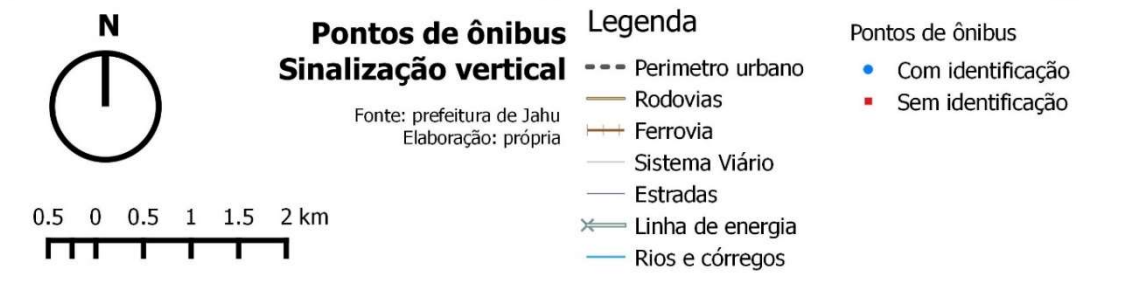 N
0.5 0 0.5 1 1.5 2 km
Pontos de ônibus
Sinalização vertical
Fonte: prefeitura de Jahu
Elaboração: própria
Legenda
Perimetro urbano
Rodovias
Ferrovia
Sistema Viário
Estradas
Linha de energia
Rios e córregos
Pontos de ônibus
Com identificação
Sem identificação